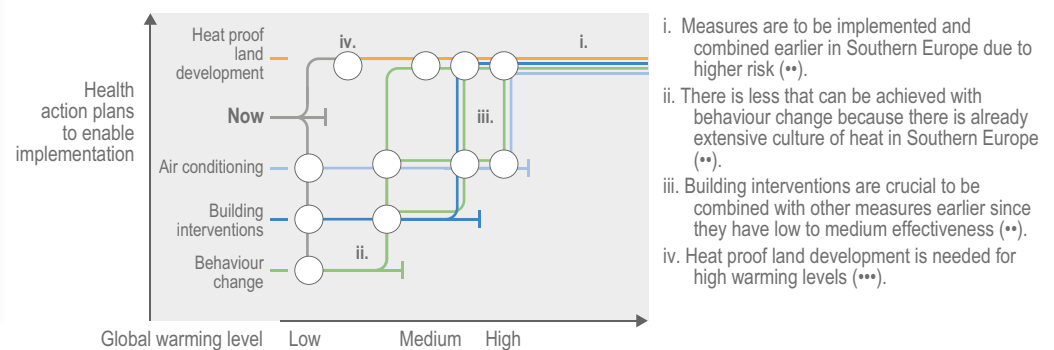 Health
action plans
to enable
implementation
Heat proof
land
development
Now
Air conditioning
Building
interventions
Behaviour
change
iv.
i.
iii.
ii.
Global warming level
Low
Medium
High
i. Measures are to be implemented and
combined earlier in Southern Europe due to
higher risk (••).
ii. There is less that can be achieved with
behaviour change because there is already
extensive culture of heat in Southern Europe
(••).
iii. Building interventions are crucial to be
combined with other measures earlier since
they have low to medium effectiveness (••).
iv. Heat proof land development is needed for
high warming levels (•••).